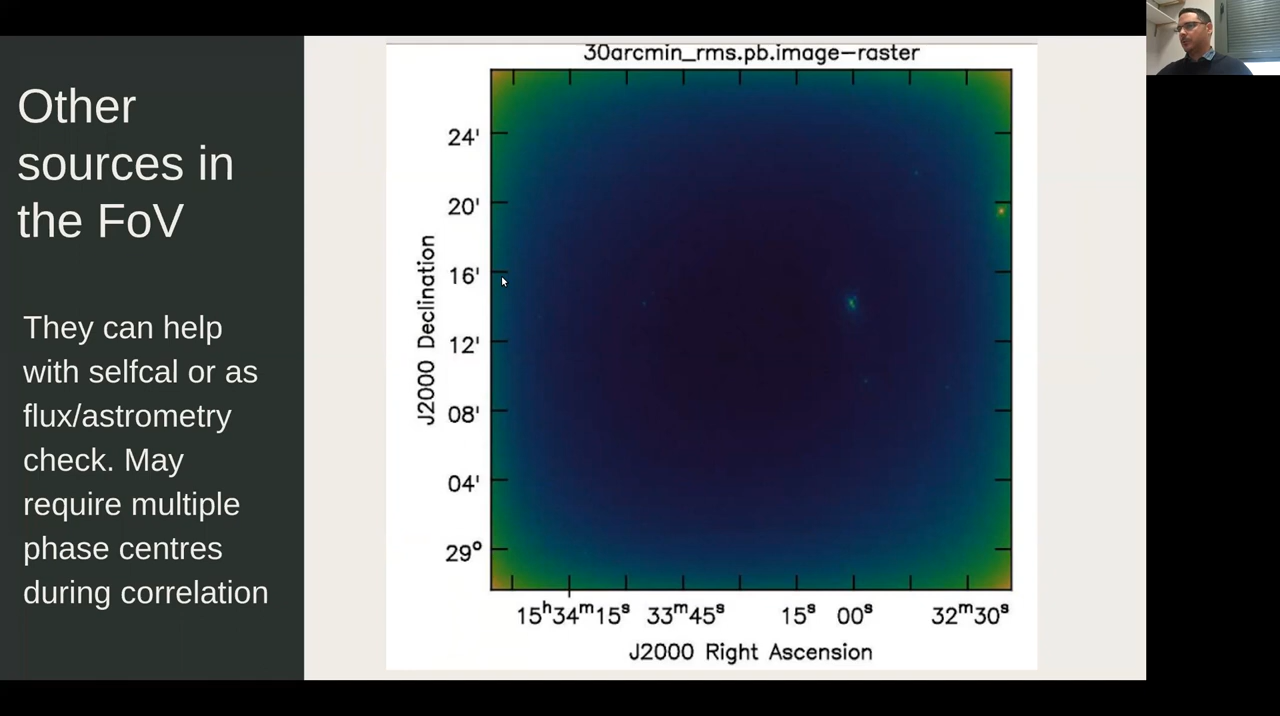 Other
sources in
the FoV
They can help
with selfcal or as
flux/astrometry
check. May
require multiple
phase centres
during correlation
30arcmin_rms.pb.image-raster
24'
20'
16'
12'
08'
04'
29°
J2000 Declination
15ʰ34ᵐ15ˢ 33ᵐ45ˢ 15ˢ 00ˢ 32ᵐ30ˢ
J2000 Right Ascension